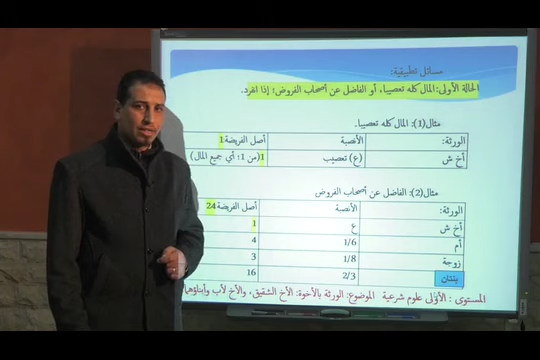 مسائل تطبيقية:
الحالة الأولى: المال كله تعصيبا، أو الفاضل عن أصحاب الفروض؛ إذا انفرد.
مثال(1): المال كله تعصيبا.
الورثة: الأنصبة أصل الفريضة 1
أخ ش (ع) تعصيب 1 (من 1؛ أي جميع المال)
مثال(2): الفاضل عن أصحاب الفروض
الورثة: الأنصبة أصل الفريضة 24
أخ ش ع 1
أم 1/6 4
زوجة 1/8 3
بنتان 2/3 16
المستوى : الأولى علوم شرعية الموضوع: الورثة بالأخوة: الأخ الشقيق، والأخ لأب وأبناؤهما